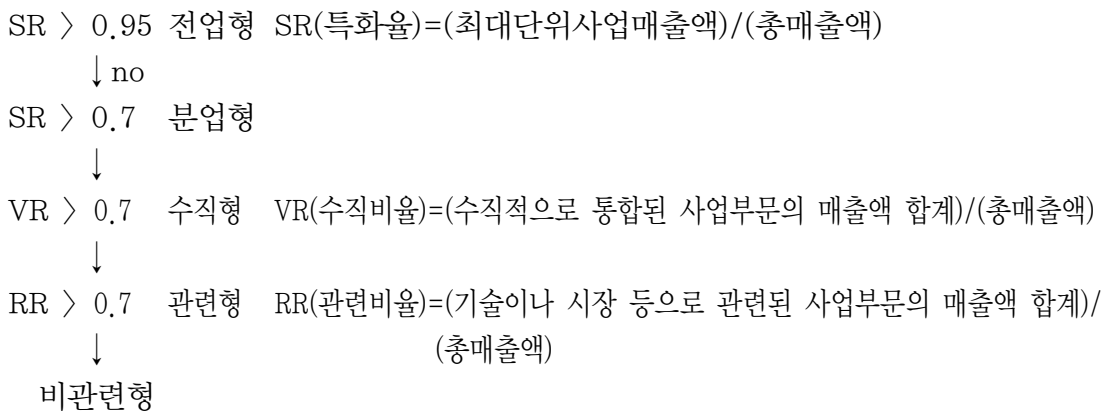 SR 〉 0.95 전업형 SR(특화율)=(최대단위사업매출액)/(총매출액)
↓ no
SR 〉 0.7 분업형
↓
VR 〉 0.7 수직형 VR(수직비율)=(수직적으로 통합된 사업부문의 매출액 합계)/(총매출액)
↓
RR 〉 0.7 관련형 RR(관련비율)=(기술이나 시장 등으로 관련된 사업부문의 매출액 합계)/
↓ (총매출액)
비관련형